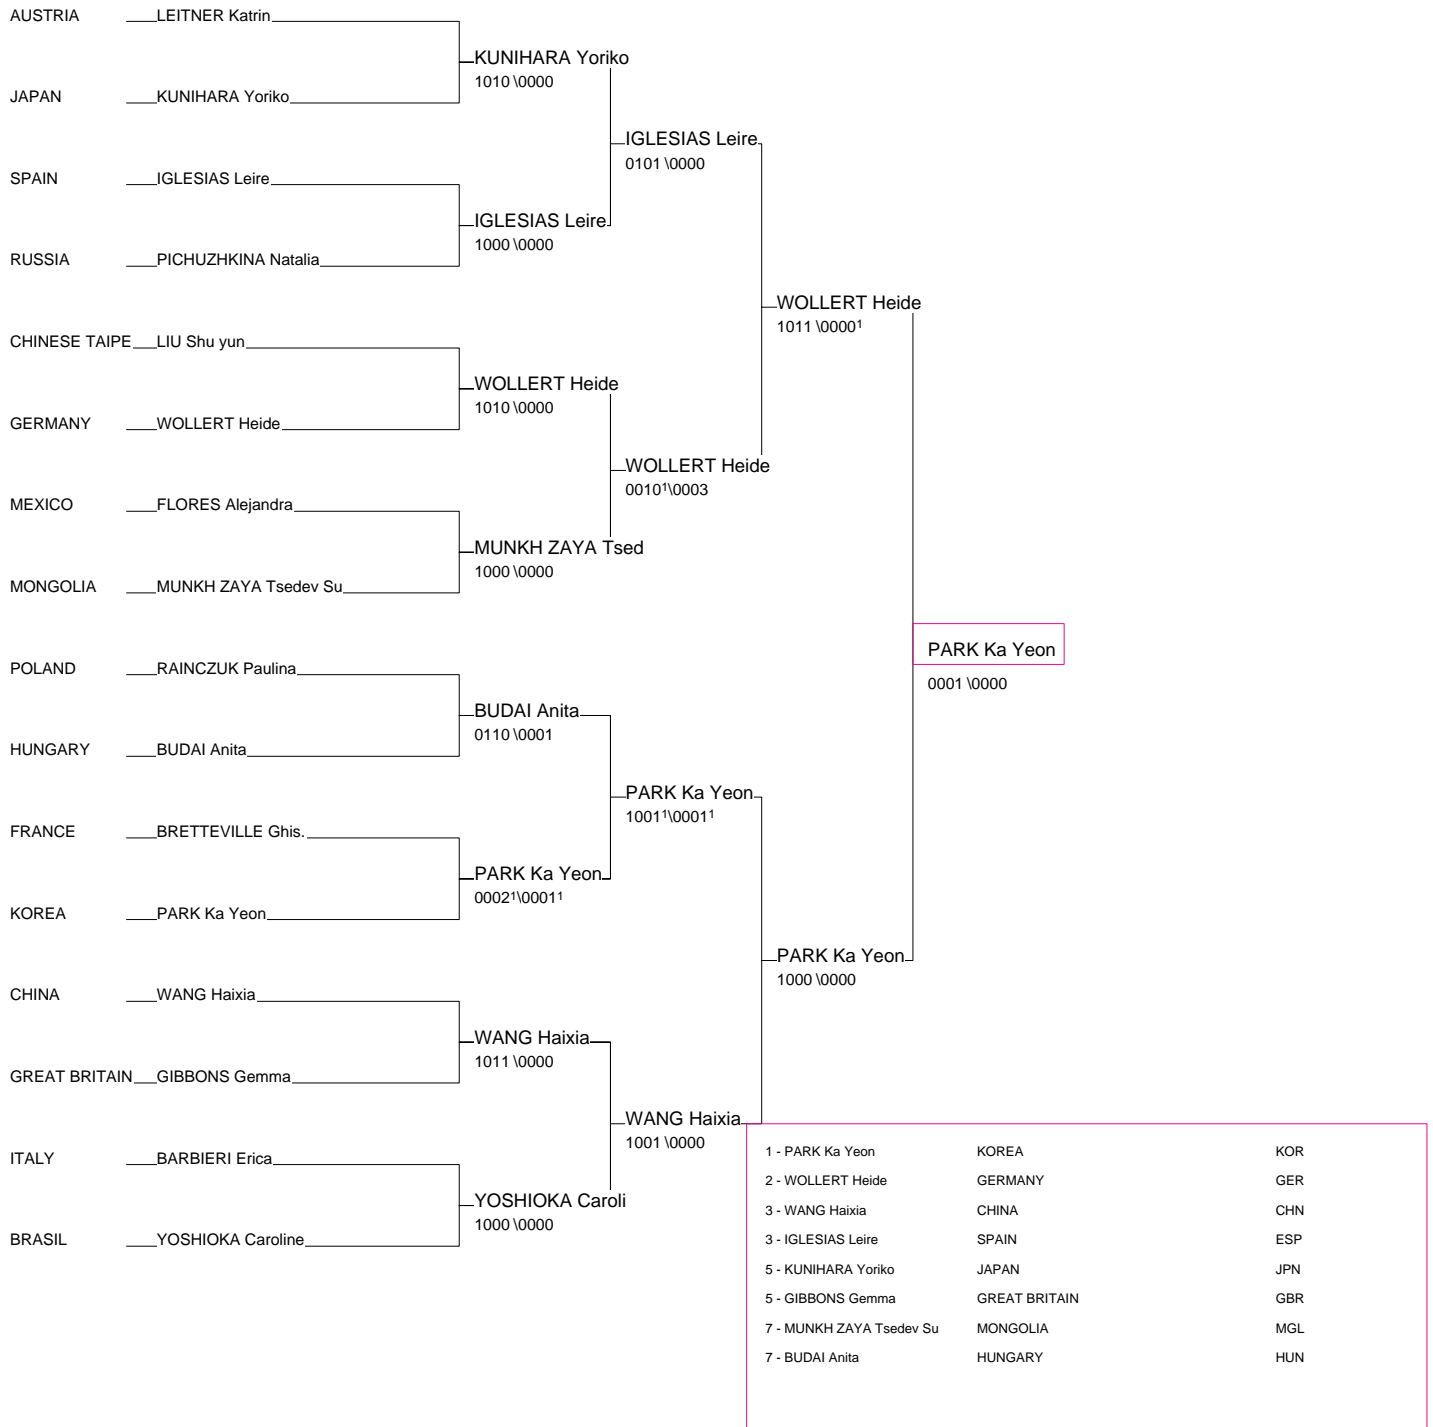 AUSTRIA LEITNER Katrin
KUNIHARA Yoriko
1010 \0000
JAPAN KUNIHARA Yoriko
IGLESIAS Leire
0101 \0000
SPAIN IGLESIAS Leire
IGLESIAS Leire
1000 \0000
RUSSIA PICHUZHKINA Natalia
WOLLERT Heide
1011 \0000¹
CHINESE TAIPE LIU Shu yun
WOLLERT Heide
1010 \0000
GERMANY WOLLERT Heide
WOLLERT Heide
0010¹\0003
MEXICO FLORES Alejandra
MUNKH ZAYA Tsed
1000 \0000
MONGOLIA MUNKH ZAYA Tsedev Su
PARK Ka Yeon
0001 \0000
POLAND RAINCZUK Paulina
BUDAI Anita
0110 \0001
HUNGARY BUDAI Anita
PARK Ka Yeon
1001¹\0001¹
FRANCE BRETTEVILLE Ghis.
PARK Ka Yeon
0002¹\0001¹
KOREA PARK Ka Yeon
PARK Ka Yeon
1000 \0000
CHINA WANG Haixia
WANG Haixia
1011 \0000
GREAT BRITAIN GIBBONS Gemma
WANG Haixia
1001 \0000
ITALY BARBIERI Erica
YOSHIOKA Caroli
1000 \0000
BRASIL YOSHIOKA Caroline
1 - PARK Ka Yeon KOREA KOR
2 - WOLLERT Heide GERMANY GER
3 - WANG Haixia CHINA CHN
3 - IGLESIAS Leire SPAIN ESP
5 - KUNIHARA Yoriko JAPAN JPN
5 - GIBBONS Gemma GREAT BRITAIN GBR
7 - MUNKH ZAYA Tsedev Su MONGOLIA MGL
7 - BUDAI Anita HUNGARY HUN